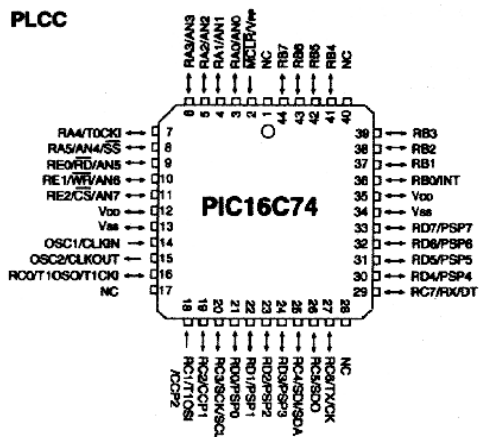 PLCC
RA3/AN3
RA2/AN2
RA1/AN1
RA0/AN0
MCLR/VPP
NC
RB7
RB6
RB5
RB4
NC
6
5
4
3
2
1
44
43
42
41
40
RA4/T0CKI 7
RA5/AN4/SS 8
RE0/RD/AN5 9
RE1/WR/AN6 10
RE2/CS/AN7 11
VDD 12
VSS 13
OSC1/CLKIN 14
OSC2/CLKOUT 15
RC0/T1OSO/T1CKI 16
NC 17
PIC16C74
39 RB3
38 RB2
37 RB1
36 RB0/INT
35 VDD
34 VSS
33 RD7/PSP7
32 RD6/PSP6
31 RD5/PSP5
30 RD4/PSP4
29 RC7/RX/DT
18
19
20
21
22
23
24
25
26
27
28
RC1/T1OSI
/CCP2
RC2/CCP1
RC3/SCK/SCL
RD0/PSP0
RD1/PSP1
RD2/PSP2
RD3/PSP3
RC4/SDI/SDA
RC5/SDO
RC6/TX/CK
NC